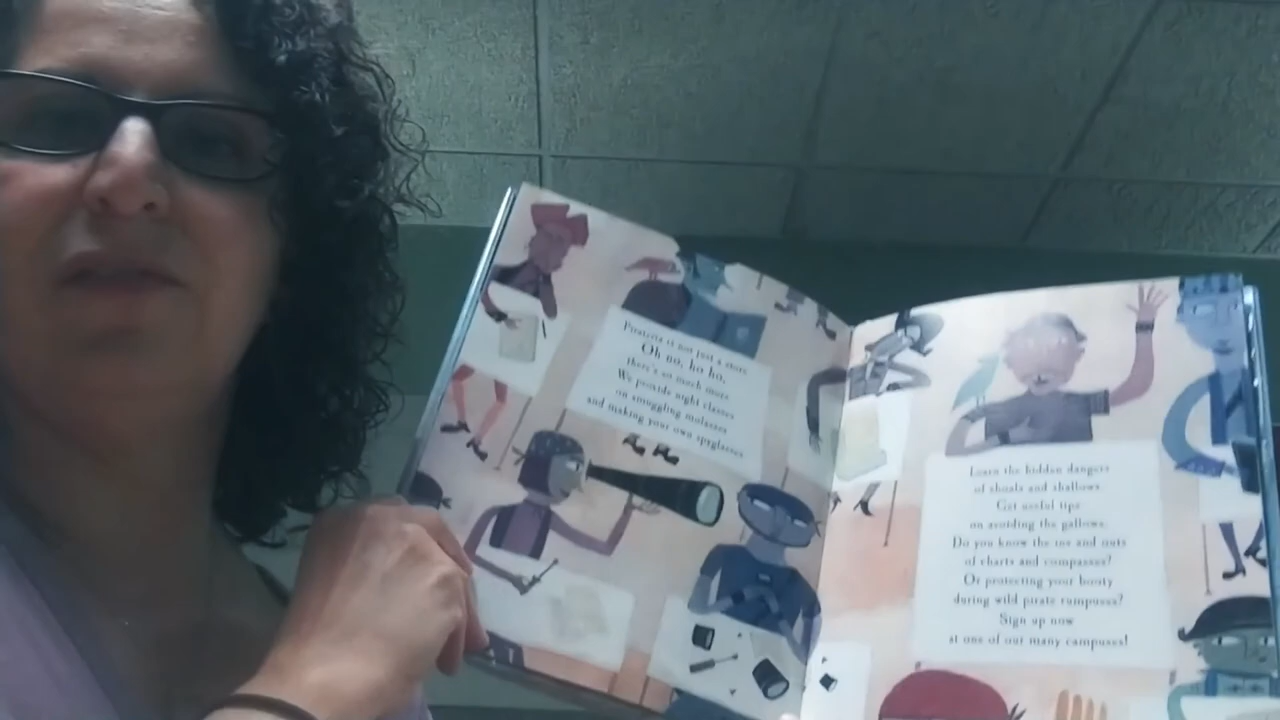 Pirateria is not just a store
Oh no, ho ho,
there's so much more
We provide night classes
on smuggling molasses
and making your own spyglasses
Learn the hidden dangers
of shoals and shallows
Get useful tips
on avoiding the gallows.
Do you know the ins and outs
of charts and compasses?
Or protecting your booty
during wild pirate rumpuses?
Sign up now
at one of our many campuses!